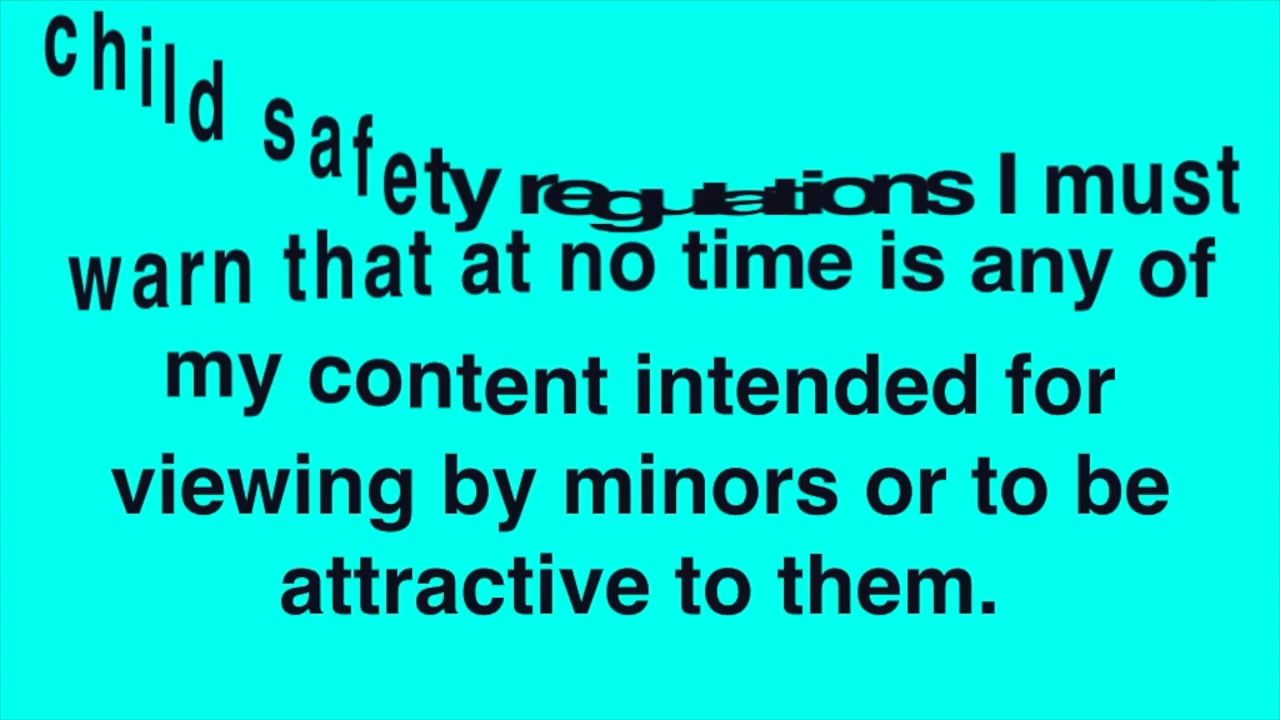 child safety regulations I must
warn that at no time is any of
my content intended for
viewing by minors or to be
attractive to them.